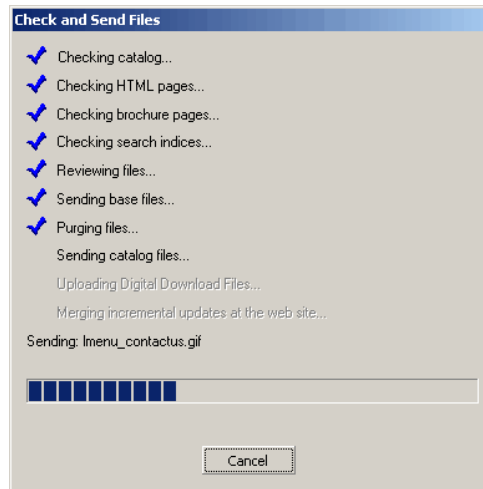 Check and Send Files
Checking catalog...
Checking HTML pages...
Checking brochure pages...
Checking search indices...
Reviewing files...
Sending base files...
Purging files...
Sending catalog files...
Uploading Digital Download Files...
Merging incremental updates at the web site...
Sending: lmenu_contactus.gif
Cancel